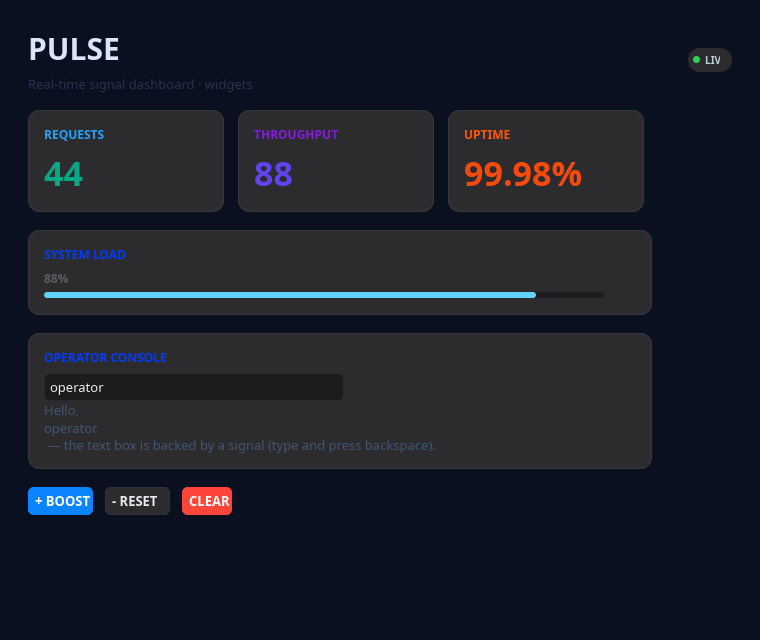 PULSE
LIV
Real-time signal dashboard · widgets
REQUESTS
44
THROUGHPUT
88
UPTIME
99.98%
SYSTEM LOAD
88%
OPERATOR CONSOLE
operator
Hello,
operator
— the text box is backed by a signal (type and press backspace).
+ BOOST
- RESET
CLEAR